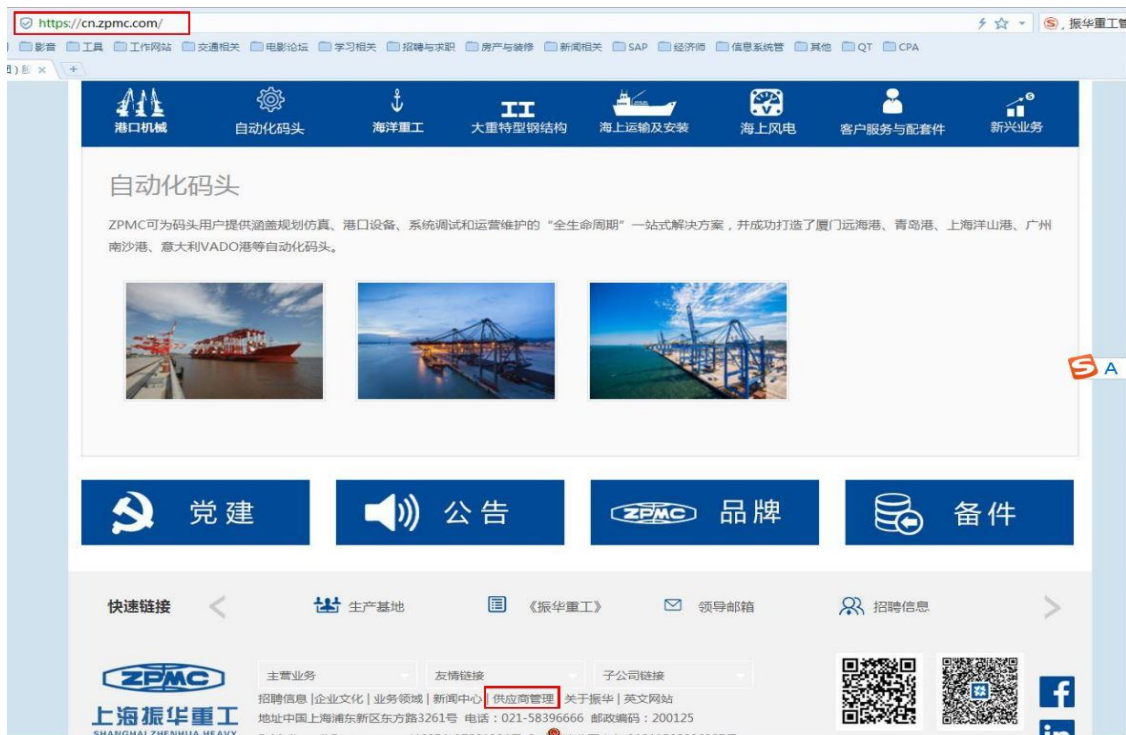 https://cn.zpmc.com/
振华重工管
影音 工具 工作网站 交通相关 电影论坛 学习相关 招聘与求职 房产与装修 新闻相关 SAP 经济师 信息系统管 其他 QT CPA
港口机械 自动化码头 海洋重工 大重特型钢结构 海上运输及安装 海上风电 客户服务与配套件 新兴业务
自动化码头
ZPMC可为码头用户提供涵盖规划仿真、港口设备、系统调试和运营维护的“全生命周期”一站式解决方案，并成功打造了厦门远海港、青岛港、上海洋山港、广州
南沙港、意大利VADO港等自动化码头。
A
党建 公告 ZPMC 品牌 备件
快速链接 生产基地 《振华重工》 领导邮箱 招聘信息
ZPMC 主营业务 友情链接 子公司链接
招聘信息 |企业文化 | 业务领域 | 新闻中心 | 供应商管理 | 关于振华 | 英文网站
上海振华重工 地址中国上海浦东新区东方路3261号 电话：021-58396666 邮政编码：200125
SHANGHAI ZHENHUA HEAVY